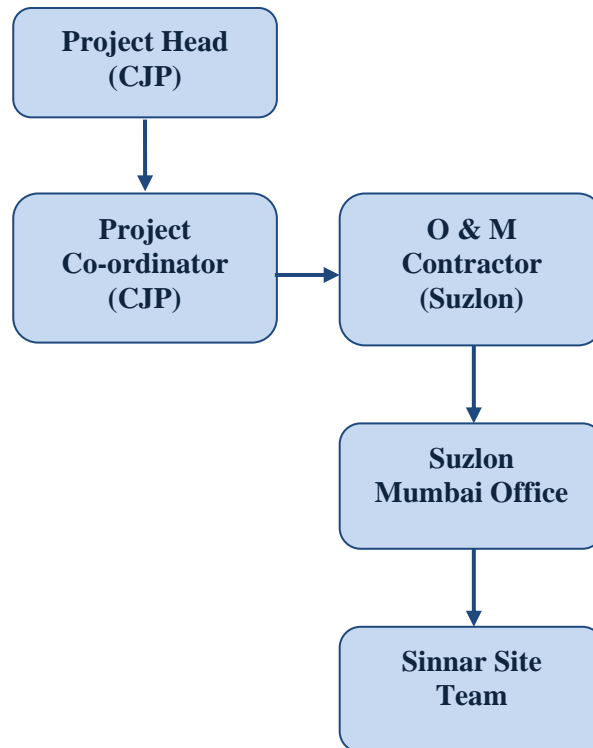 Project Head
(CJP)
Project
Co-ordinator
(CJP)
O & M
Contractor
(Suzlon)
Suzlon
Mumbai Office
Sinnar Site
Team